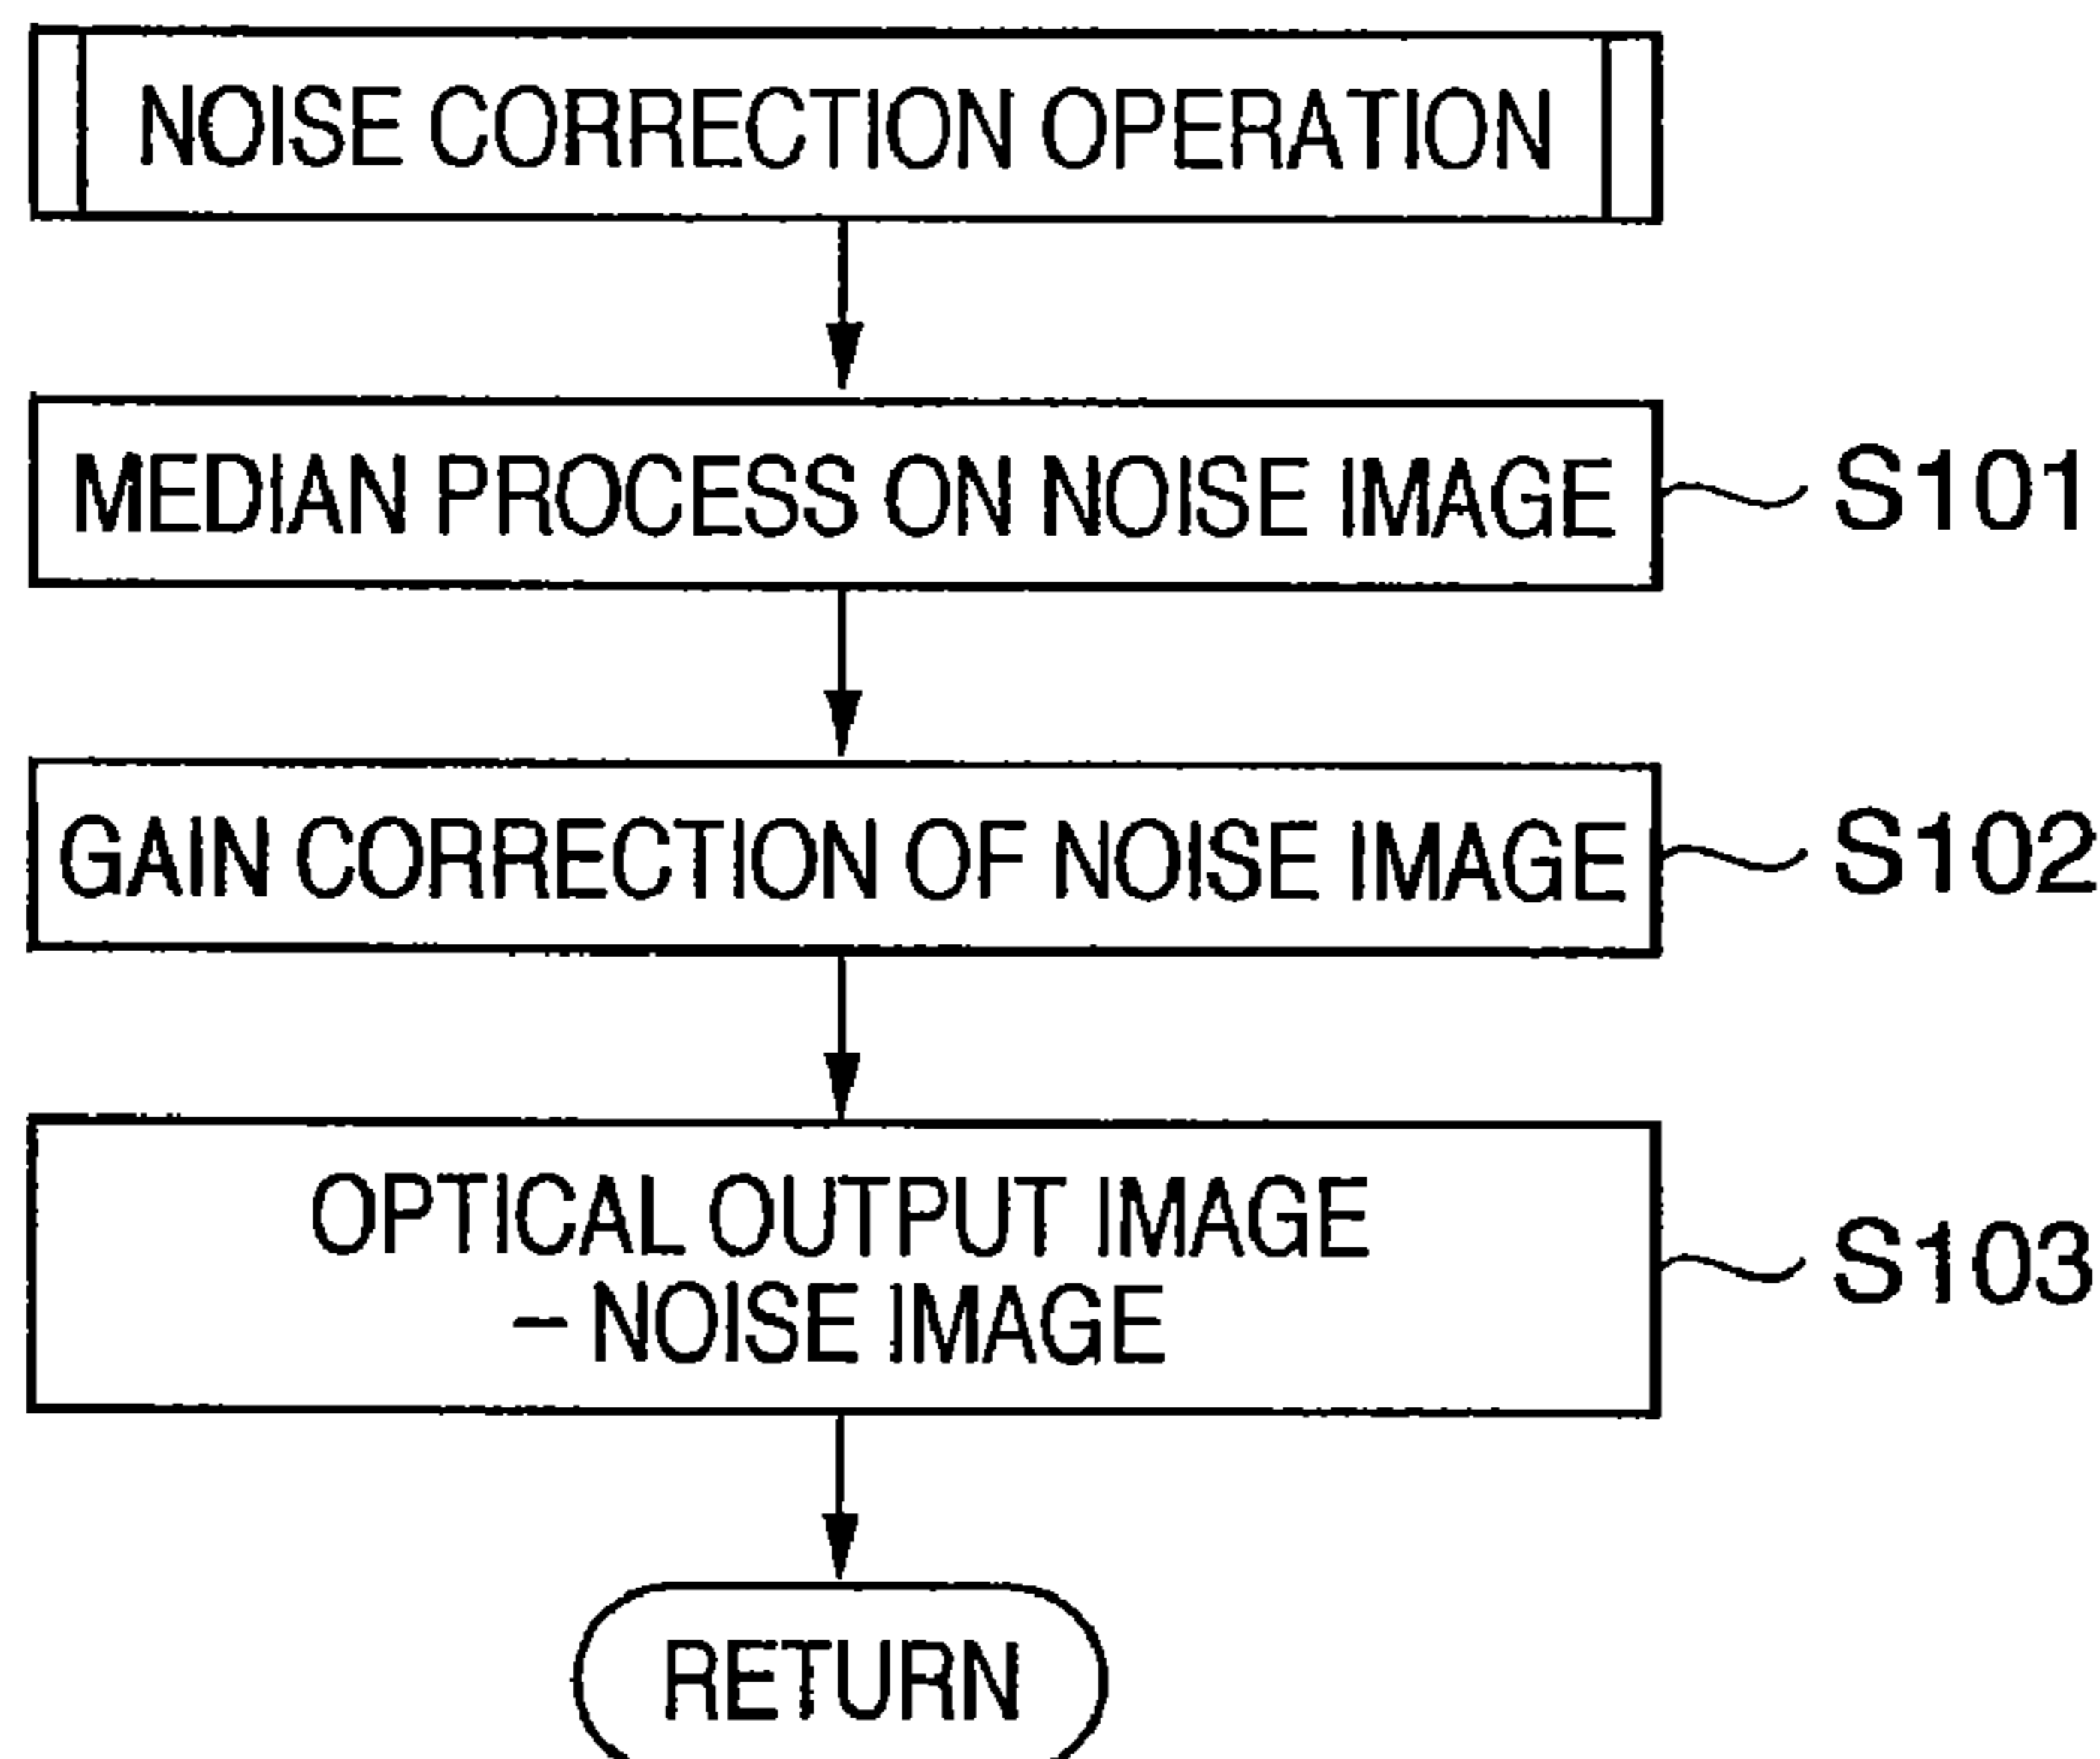 NOISE CORRECTION OPERATION
MEDIAN PROCESS ON NOISE IMAGE
S101
GAIN CORRECTION OF NOISE IMAGE
S102
OPTICAL OUTPUT IMAGE
– NOISE IMAGE
S103
RETURN